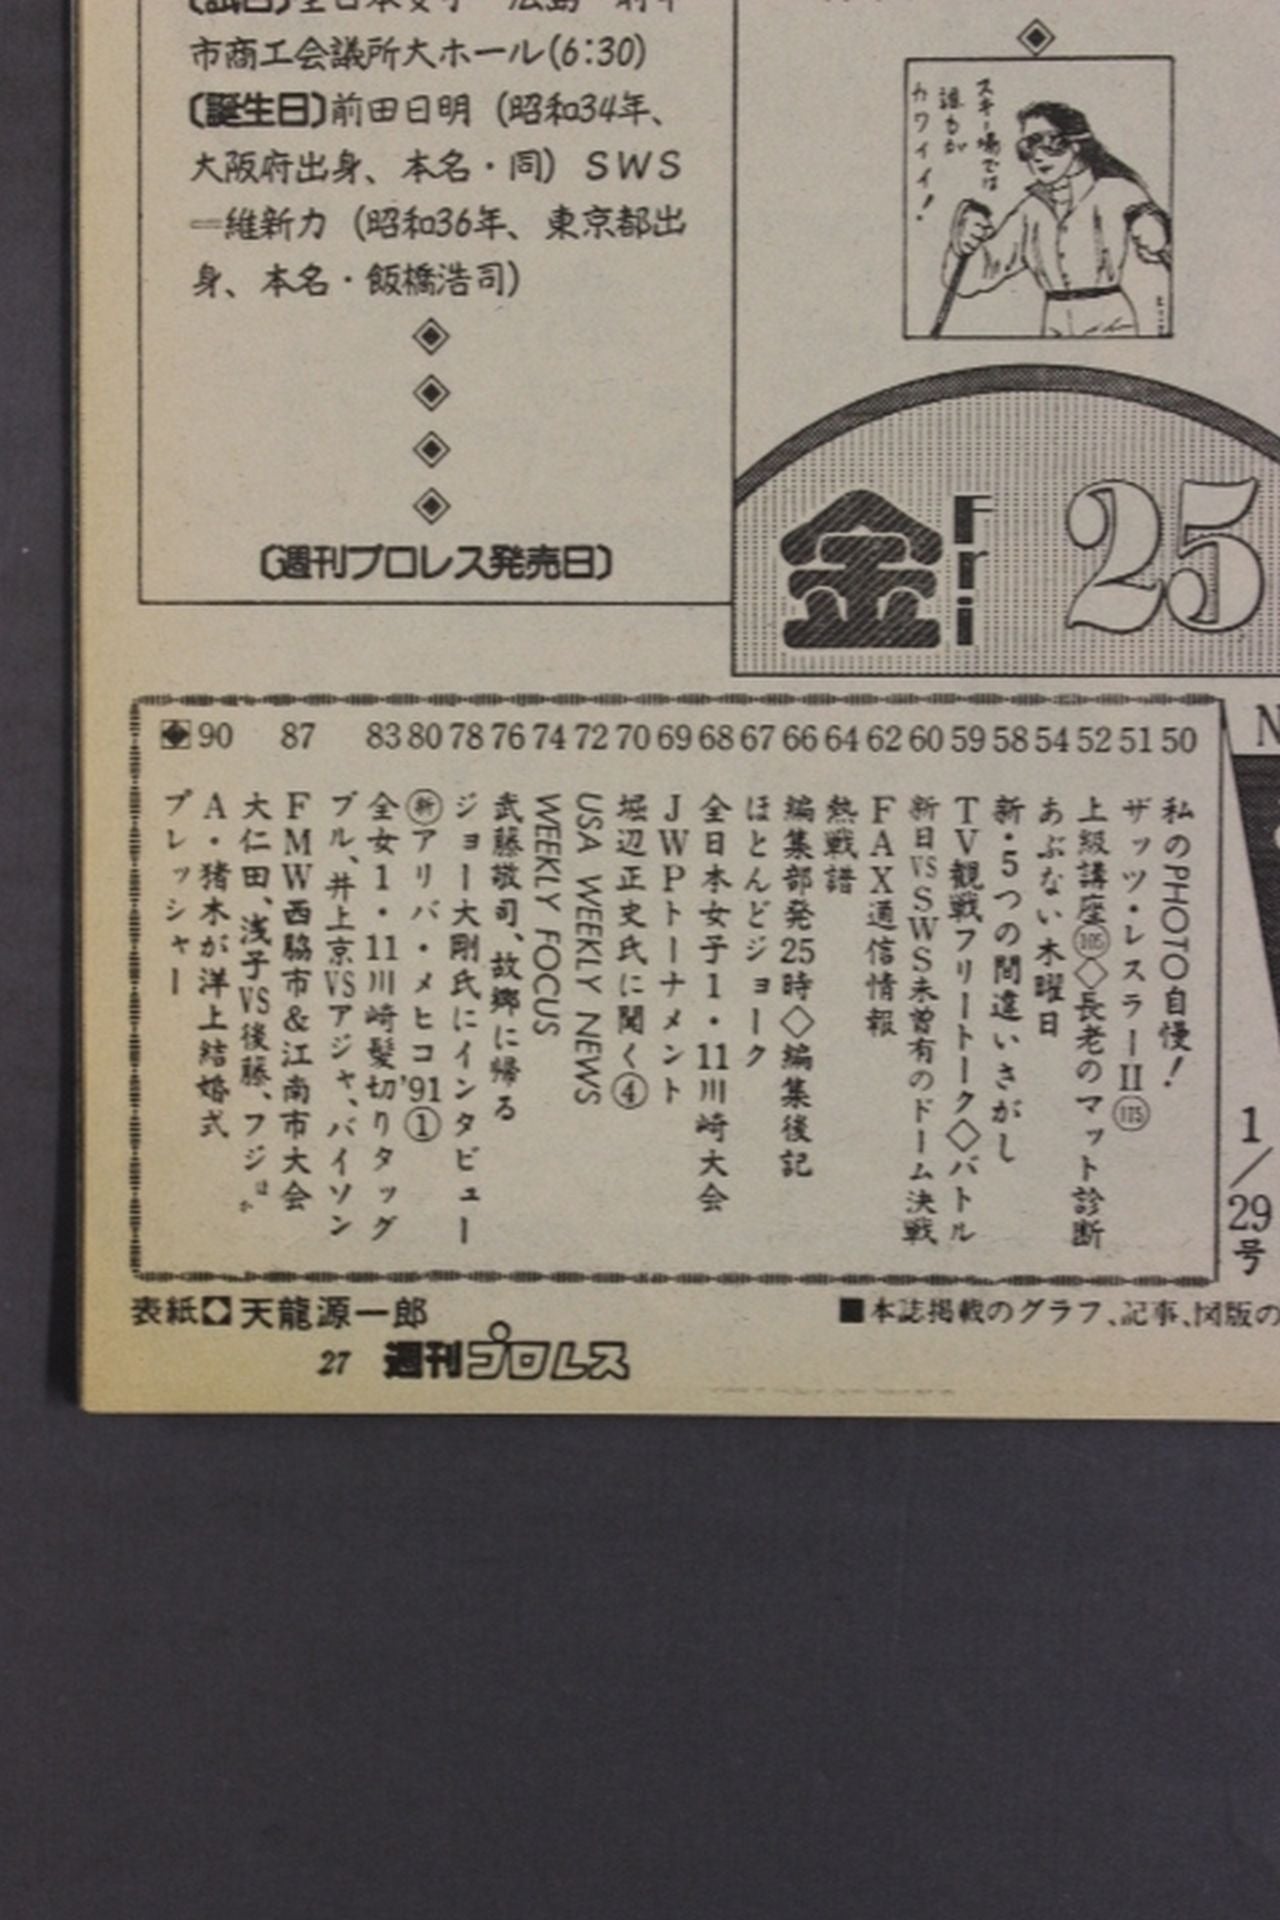 市商工会議所大ホール(6:30)
〔誕生日〕前田日明（昭和34年、
大阪府出身、本名・同）ＳＷＳ
＝維新力（昭和36年、東京都出
身、本名・飯橋浩司）
〔週刊プロレス発売日〕
スキー場では
誰もが
カワイイ！
金
Fri
25
50 私のPHOTO自慢！
51 ザッツ・レスラーII(175)
52 上級講座(105)◇長老のマット診断
54 あぶない木曜日
58 新・5つの間違いさがし
59 TV観戦フリートーク◇バトル
60 新日VSSWS未曽有のドーム決戦
62 FAX通信情報
64 熱戦譜
66 編集部発25時◇編集後記
67 ほとんどジョーク
68 全日本女子1・11川崎大会
69 JWPトーナメント
70 堀辺正史氏に聞く④
72 USA WEEKLY NEWS
74 WEEKLY FOCUS
76 武藤敬司、故郷に帰る
78 ジョー大剛氏にインタビュー
80 ㊟アリバ・メヒコ'91①
83 全女1・11川崎髪切りタッグ
ブル、井上京VSアジャ、バイソン
87 FMW西脇市&江南市大会
大仁田、浅子VS後藤、フジほか
90 A・猪木が洋上結婚式
◆ プレッシャー
1/29号
表紙◆天龍源一郎
■本誌掲載のグラフ、記事、図版の
27 週刊プロレス